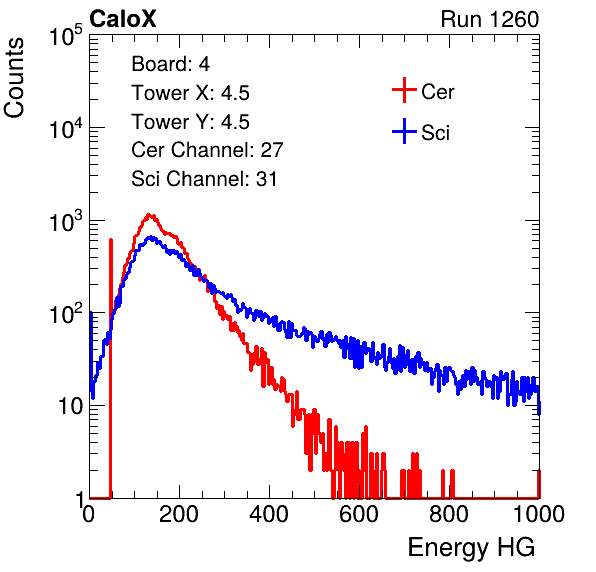 CaloX Run 1260
Counts
10^5
10^4
10^3
10^2
10
1
Board: 4
Tower X: 4.5
Tower Y: 4.5
Cer Channel: 27
Sci Channel: 31
Cer
Sci
0 200 400 600 800 1000
Energy HG